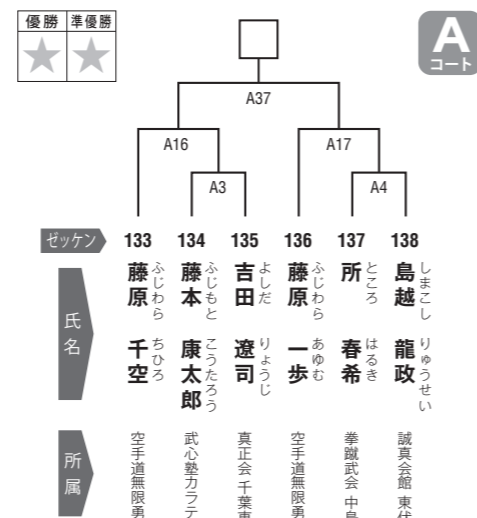 優勝 準優勝
A
コート
A37
A16 A17
A3 A4
ゼッケン 133 134 135 136 137 138
氏名
藤原 千空 ふじわら ちひろ
藤本 康太郎 ふじもと こうたろう
吉田 遼司 よしだ りょうじ
藤原 一歩 ふじわら あゆむ
所 春希 ところ はるき
島越 龍政 しまこし りゅうせい
所属
空手道無限勇
武心塾カラテ
真正会 千葉東
空手道無限勇
拳蹴武会 中島
誠真会館 東伏